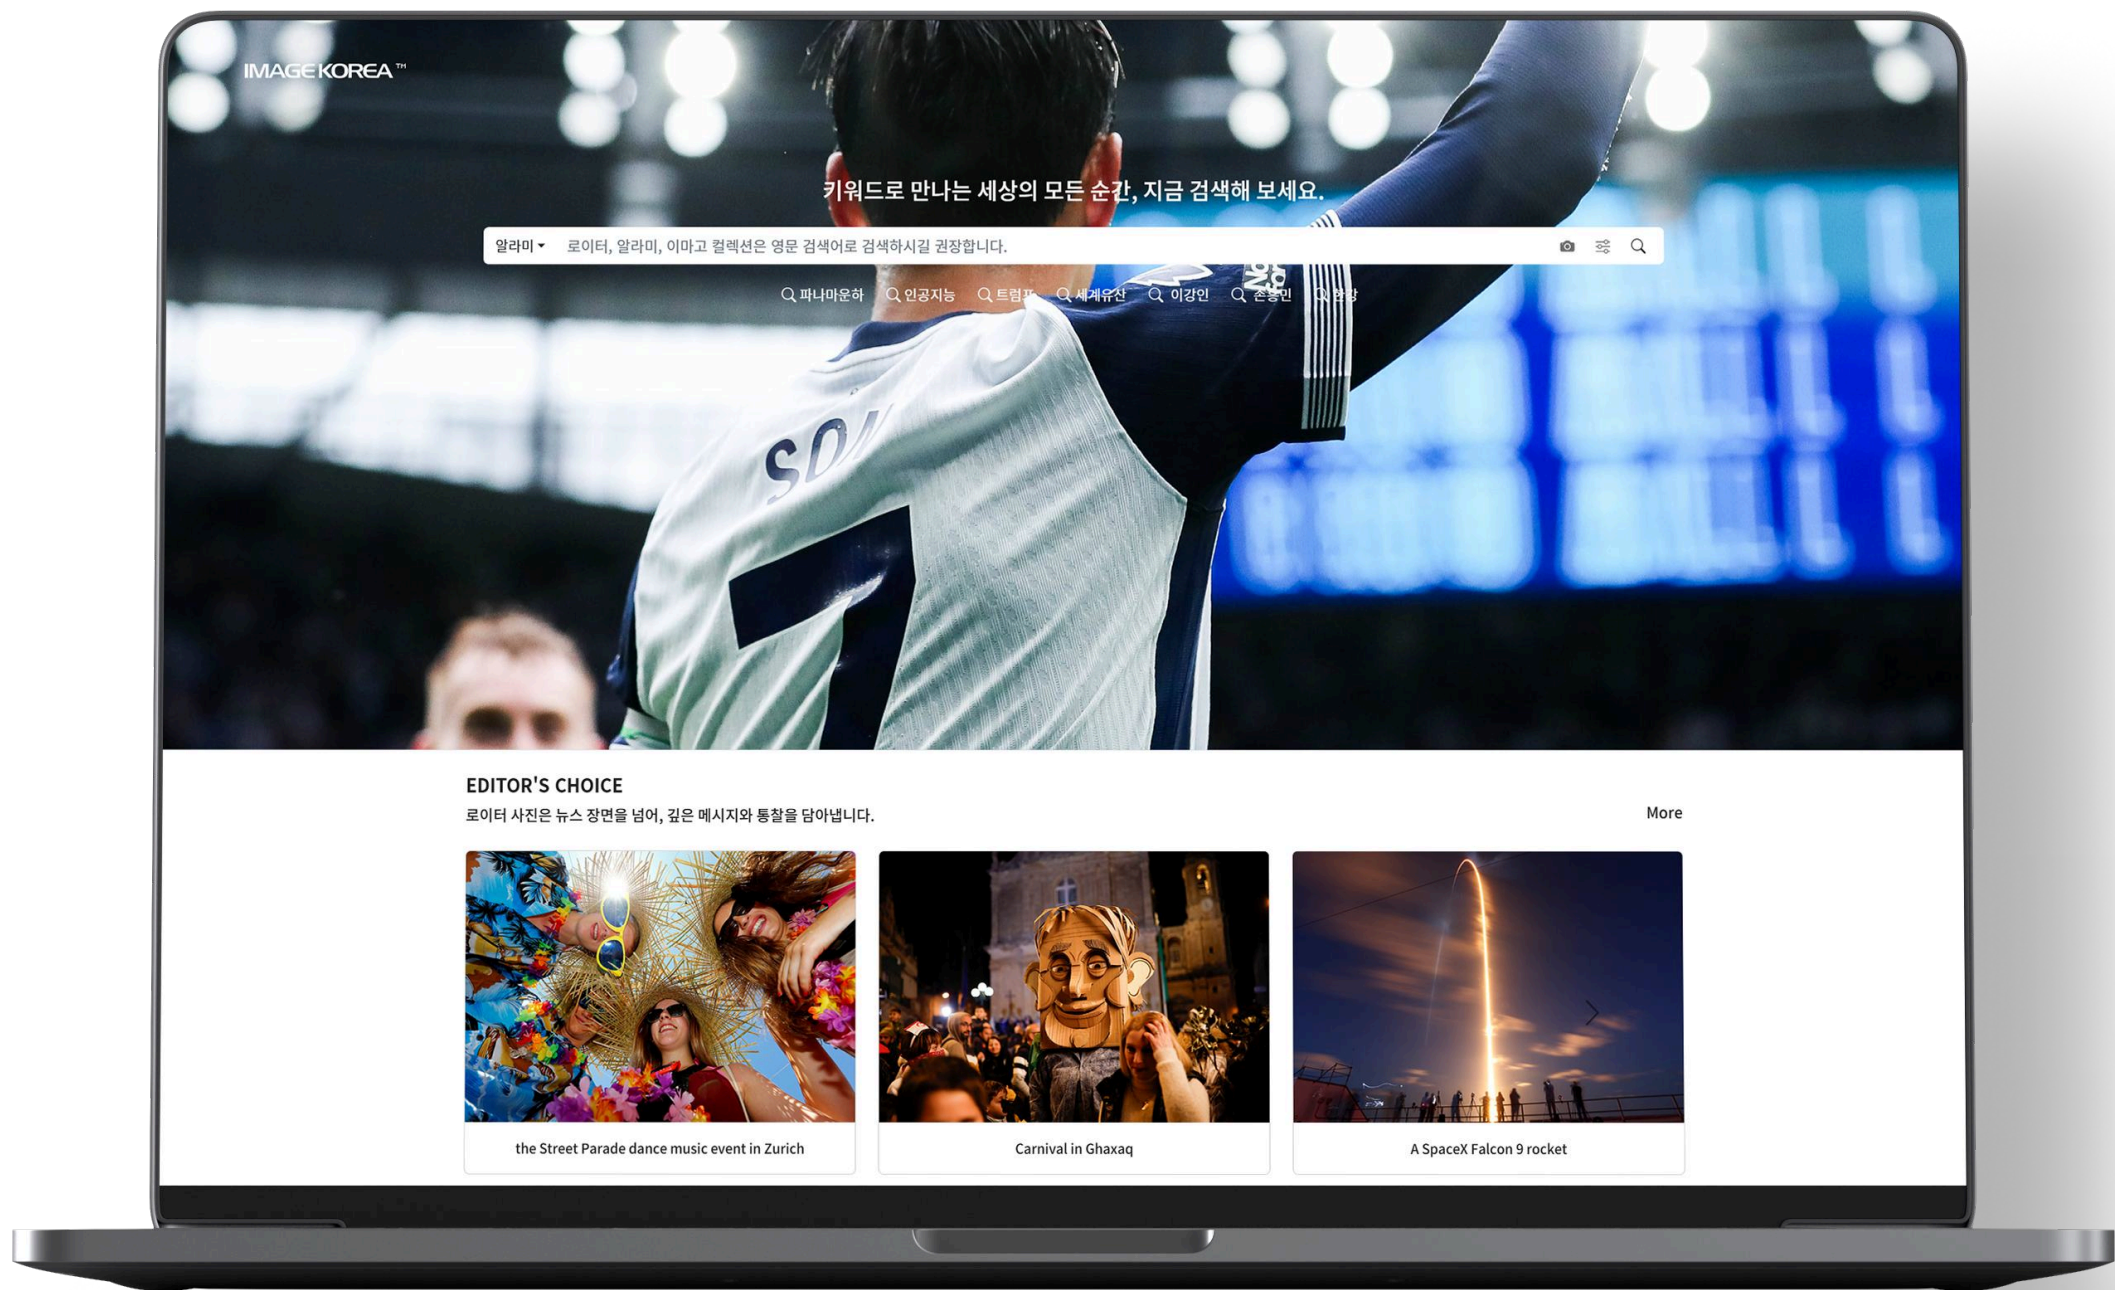 IMAGE KOREA™
키워드로 만나는 세상의 모든 순간, 지금 검색해 보세요.
알라미 로이터, 알라미, 이마고 컬렉션은 영문 검색어로 검색하시길 권장합니다.
파나마운하 인공지능 트럼프 세계유산 이강인 손흥민 한강
SON
7
EDITOR'S CHOICE
로이터 사진은 뉴스 장면을 넘어, 깊은 메시지와 통찰을 담아냅니다.
More
the Street Parade dance music event in Zurich
Carnival in Ghaxaq
A SpaceX Falcon 9 rocket